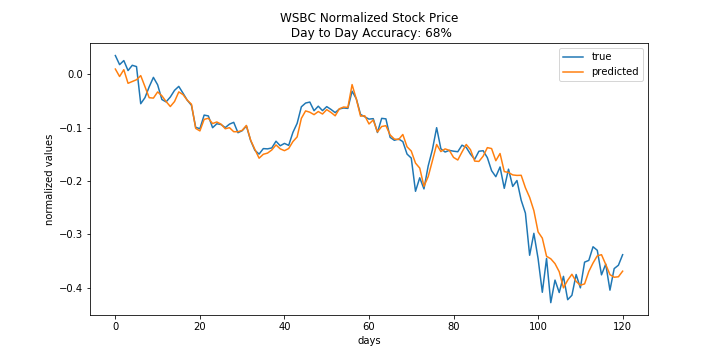 WSBC Normalized Stock Price
Day to Day Accuracy: 68%
true
predicted
normalized values
0.0
−0.1
−0.2
−0.3
−0.4
0 20 40 60 80 100 120
days